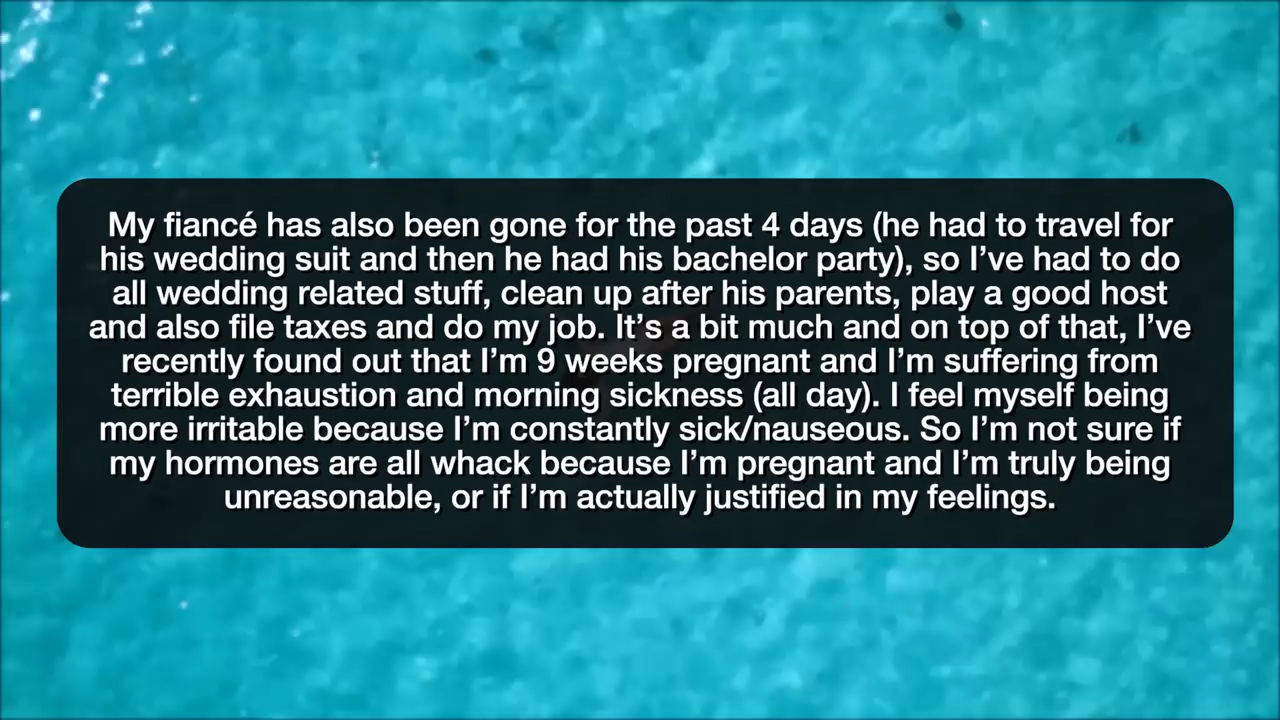 My fiancé has also been gone for the past 4 days (he had to travel for
his wedding suit and then he had his bachelor party), so I’ve had to do
all wedding related stuff, clean up after his parents, play a good host
and also file taxes and do my job. It’s a bit much and on top of that, I’ve
recently found out that I’m 9 weeks pregnant and I’m suffering from
terrible exhaustion and morning sickness (all day). I feel myself being
more irritable because I’m constantly sick/nauseous. So I’m not sure if
my hormones are all whack because I’m pregnant and I’m truly being
unreasonable, or if I’m actually justified in my feelings.